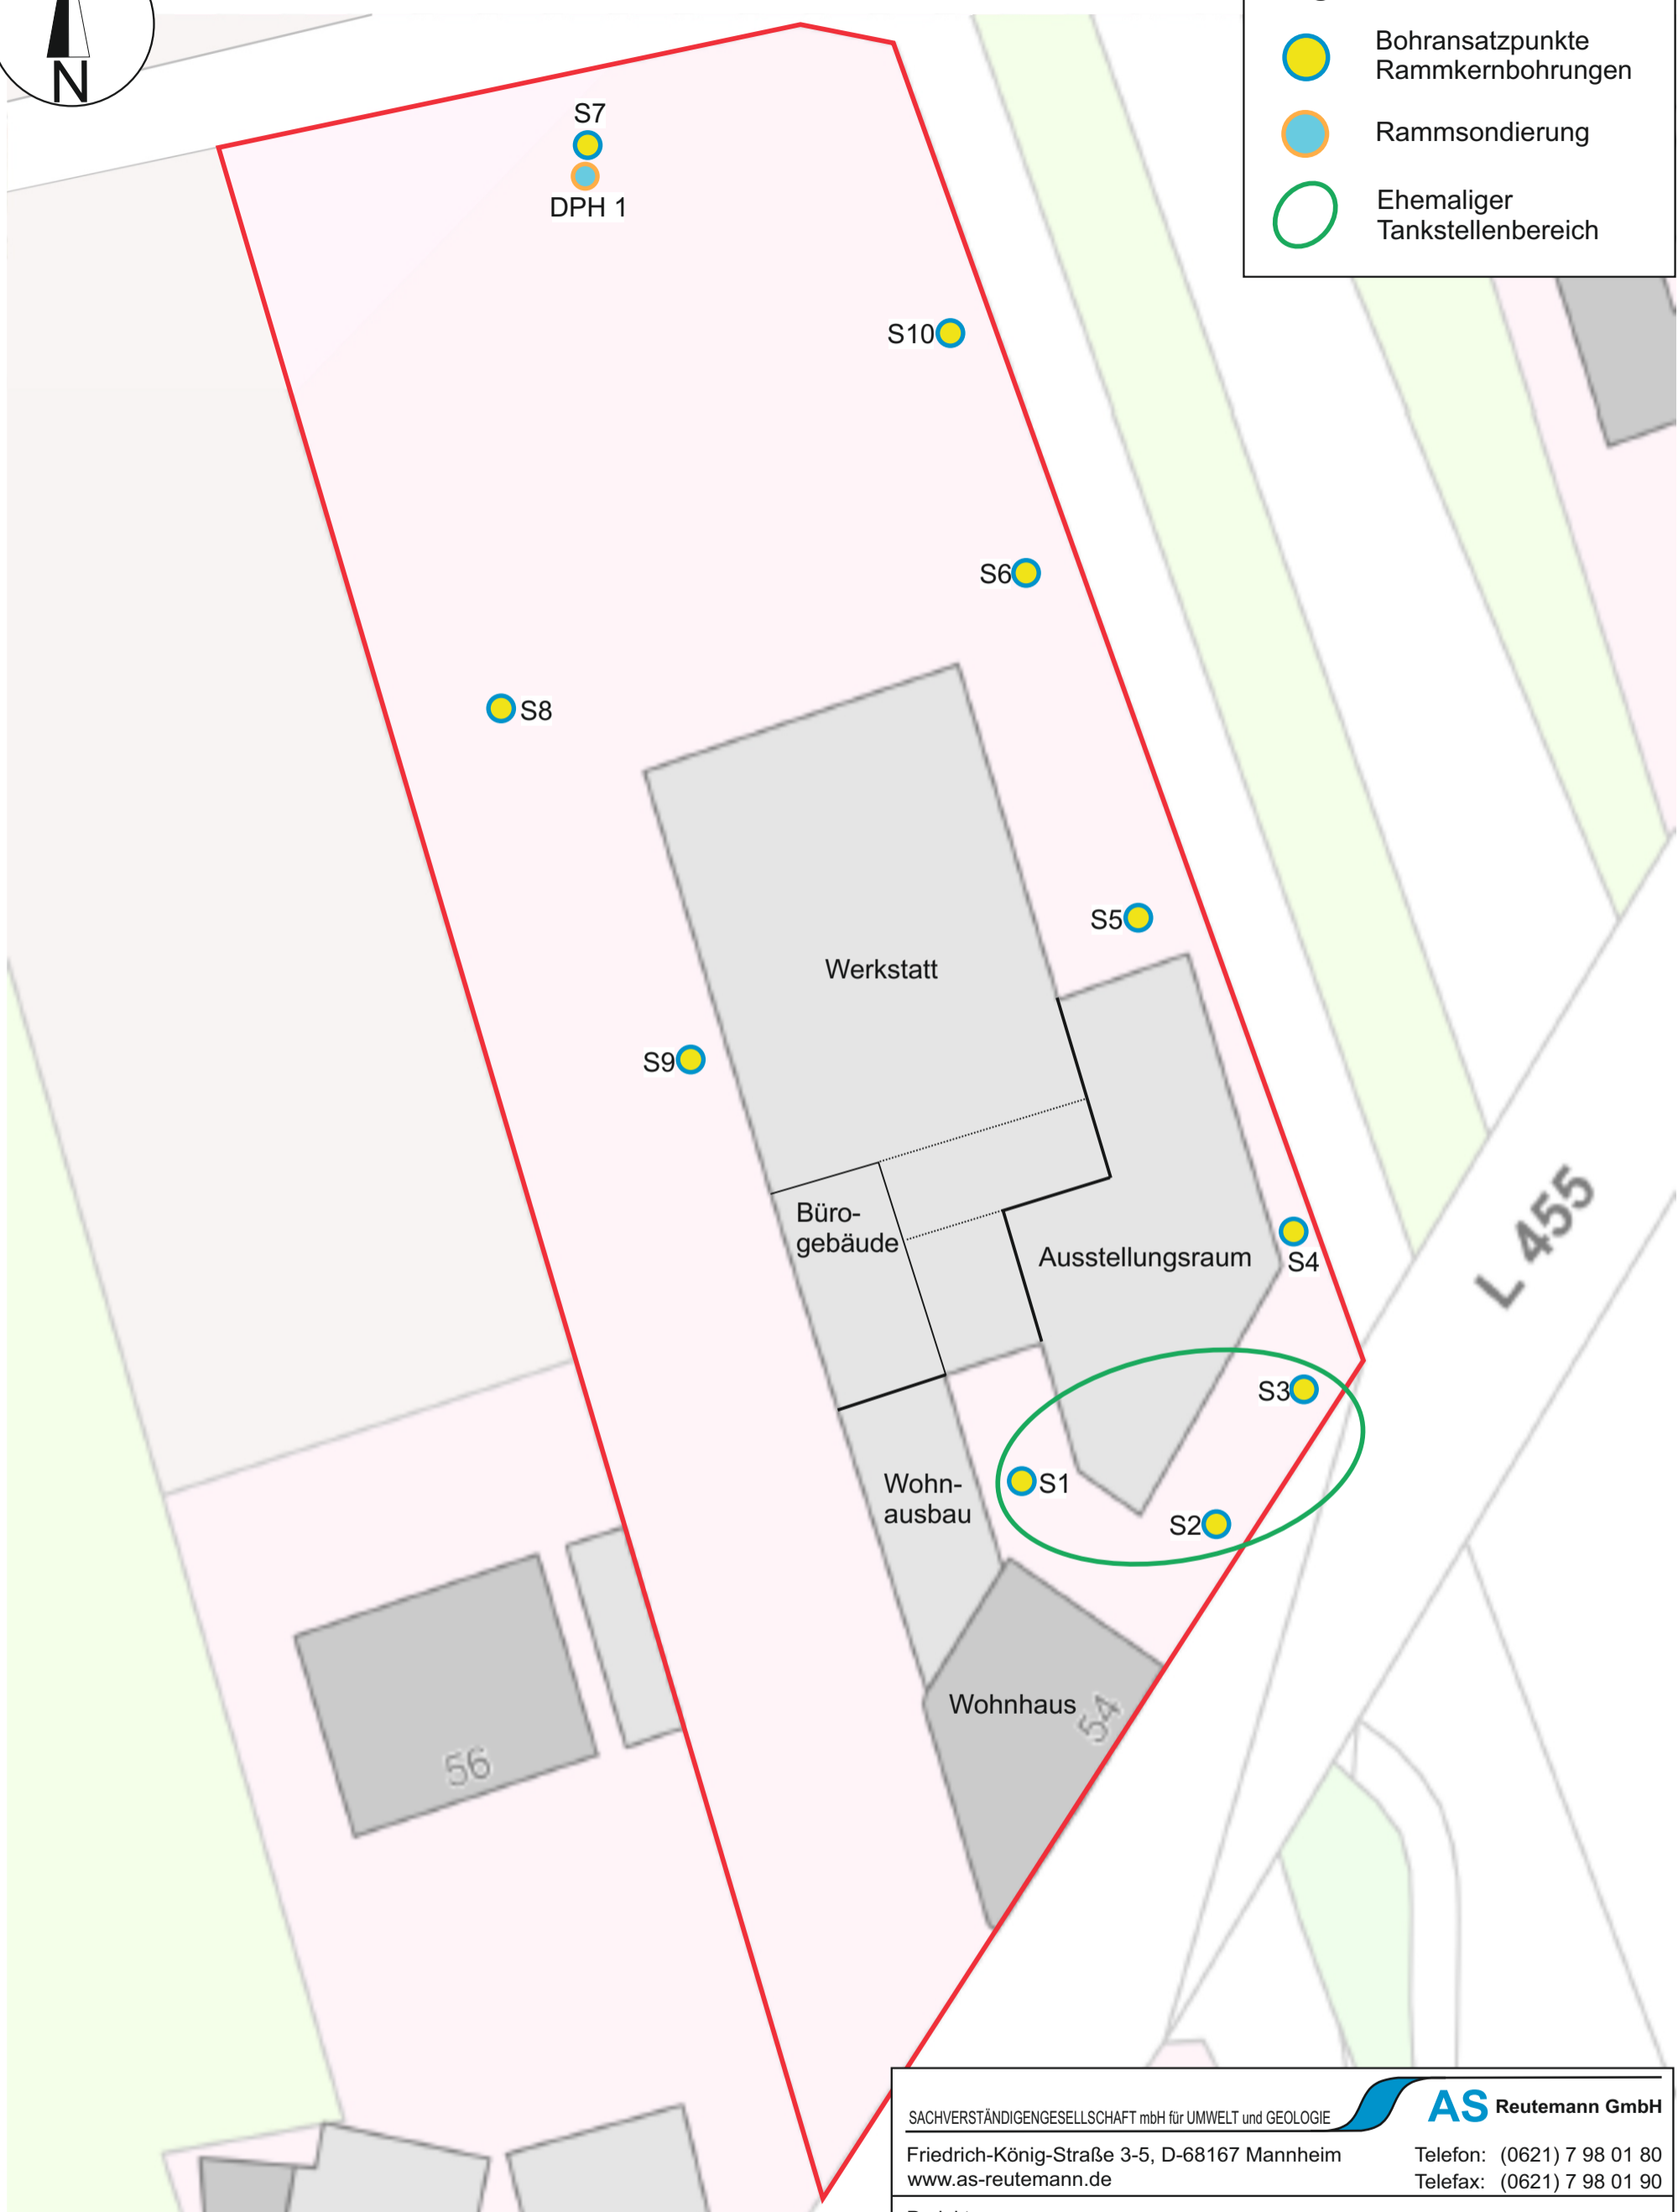 N
Bohransatzpunkte
Rammkernbohrungen
Rammsondierung
Ehemaliger
Tankstellenbereich
S7
DPH 1
S10
S6
S8
S5
Werkstatt
S9
Büro-
gebäude
Ausstellungsraum
S4
L 455
S3
S1
Wohn-
ausbau
S2
Wohnhaus
54
56
SACHVERSTÄNDIGENGESELLSCHAFT mbH für UMWELT und GEOLOGIE
AS Reutemann GmbH
Friedrich-König-Straße 3-5, D-68167 Mannheim
Telefon: (0621) 7 98 01 80
www.as-reutemann.de
Telefax: (0621) 7 98 01 90